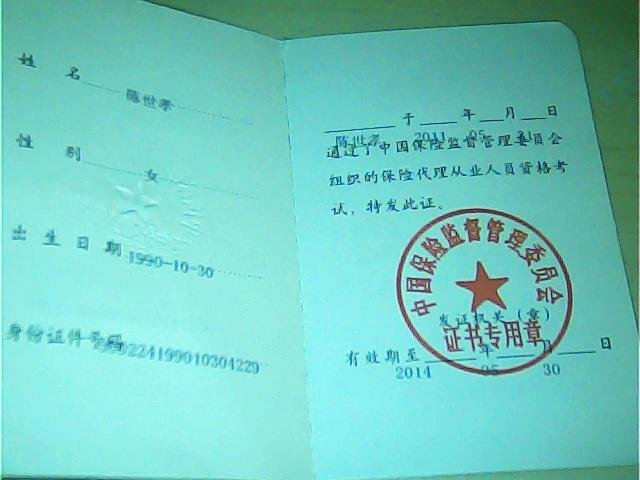 姓 名 陈世学
性 别 女
出生日期 1990-10-30
身份证件号码 224199010304229
于 年 月 日
陈世学 2011 05 31
通过了中国保险监督管理委员会
组织的保险代理从业人员资格考
试，特发此证。
中国保险监督管理委员会
发证机关（章）
证书专用章
有效期至 年 月 日
2014 05 30